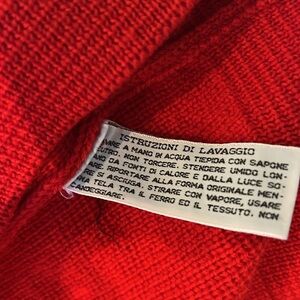 ISTRUZIONI DI LAVAGGIO
A MANO IN ACQUA TIEPIDA CON SAPONE
NON TORCERE. STENDERE UMIDO LON-
DA FONTI DI CALORE E DALLA LUCE SO-
SI ASCIUGA. RIPORTARE ALLA FORMA ORIGINALE MEN-
STIRARE CON VAPORE, USARE
TELA TRA IL FERRO ED IL TESSUTO. NON
CANDEGGIARE.